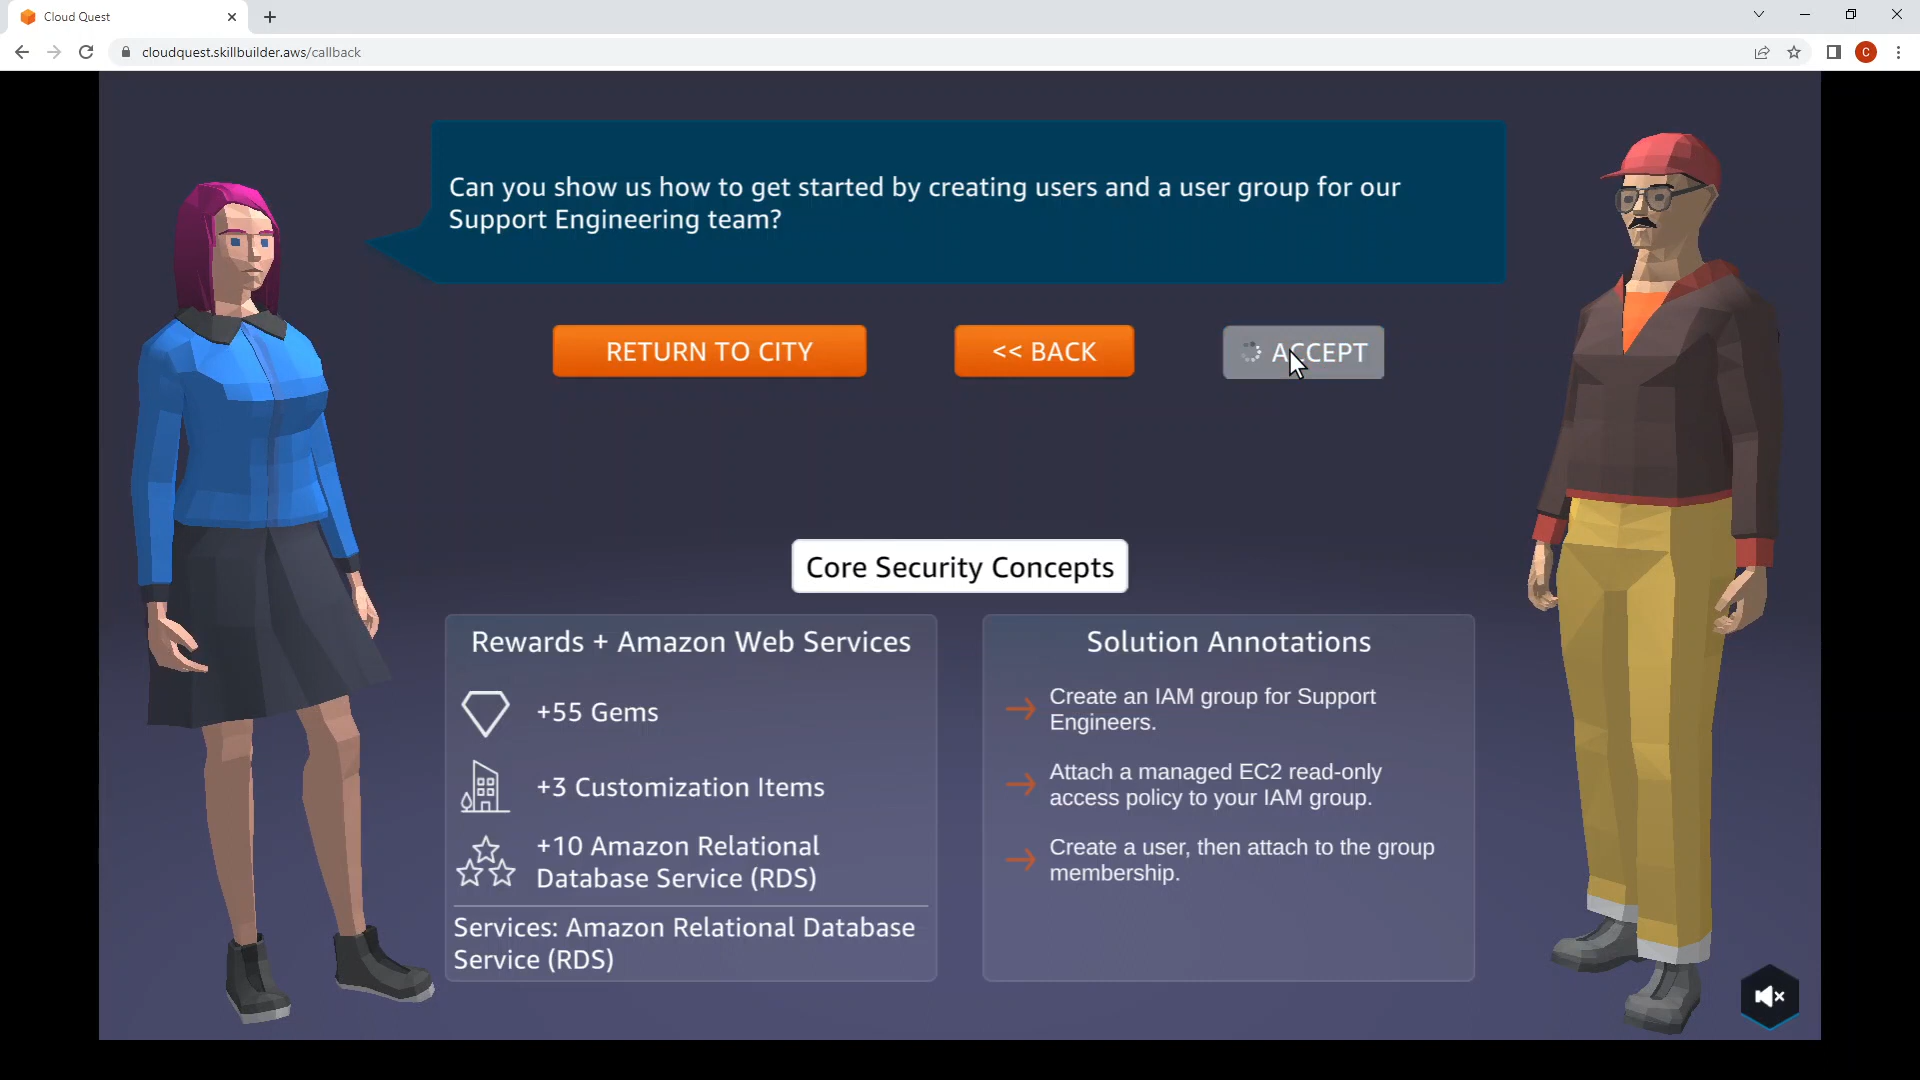 Cloud Quest
cloudquest.skillbuilder.aws/callback
C
Can you show us how to get started by creating users and a user group for our
Support Engineering team?
RETURN TO CITY
<< BACK
ACCEPT
Core Security Concepts
Rewards + Amazon Web Services
+55 Gems
+3 Customization Items
+10 Amazon Relational
Database Service (RDS)
Services: Amazon Relational Database
Service (RDS)
Solution Annotations
Create an IAM group for Support
Engineers.
Attach a managed EC2 read-only
access policy to your IAM group.
Create a user, then attach to the group
membership.